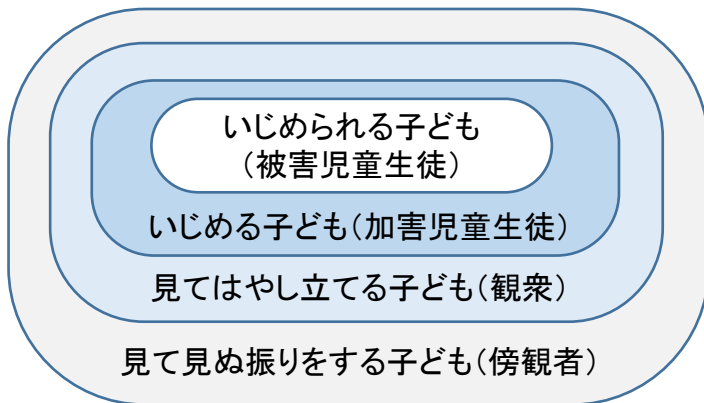 いじめられる子ども
（被害児童生徒）
いじめる子ども（加害児童生徒）
見てはやし立てる子ども（観衆）
見て見ぬ振りをする子ども（傍観者）